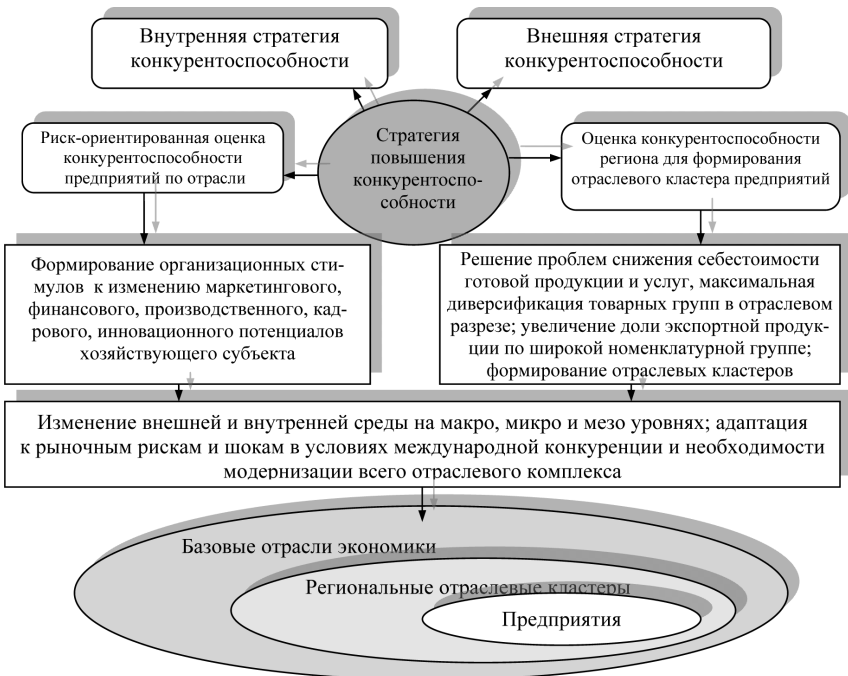 Внутренняя стратегия
конкурентоспособности
Внешняя стратегия
конкурентоспособности
Стратегия
повышения
конкурентоспо-
собности
Риск-ориентированная оценка
конкурентоспособности
предприятий по отрасли
Оценка конкурентоспособности
региона для формирования
отраслевого кластера предприятий
Формирование организационных сти-
мулов к изменению маркетингового,
финансового, производственного, кад-
рового, инновационного потенциалов
хозяйствующего субъекта
Решение проблем снижения себестоимости
готовой продукции и услуг, максимальная
диверсификация товарных групп в отраслевом
разрезе; увеличение доли экспортной продук-
ции по широкой номенклатурной группе;
формирование отраслевых кластеров
Изменение внешней и внутренней среды на макро, микро и мезо уровнях; адаптация
к рыночным рискам и шокам в условиях международной конкуренции и необходимости
модернизации всего отраслевого комплекса
Базовые отрасли экономики
Региональные отраслевые кластеры
Предприятия